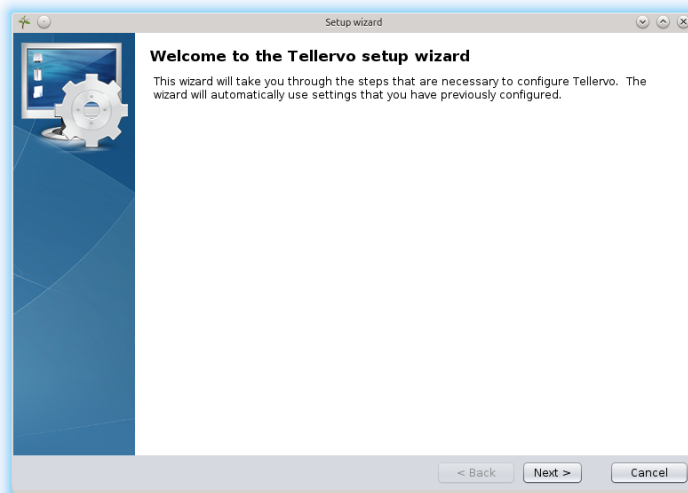 Setup wizard
Welcome to the Tellervo setup wizard
This wizard will take you through the steps that are necessary to configure Tellervo. The
wizard will automatically use settings that you have previously configured.
< Back Next > Cancel